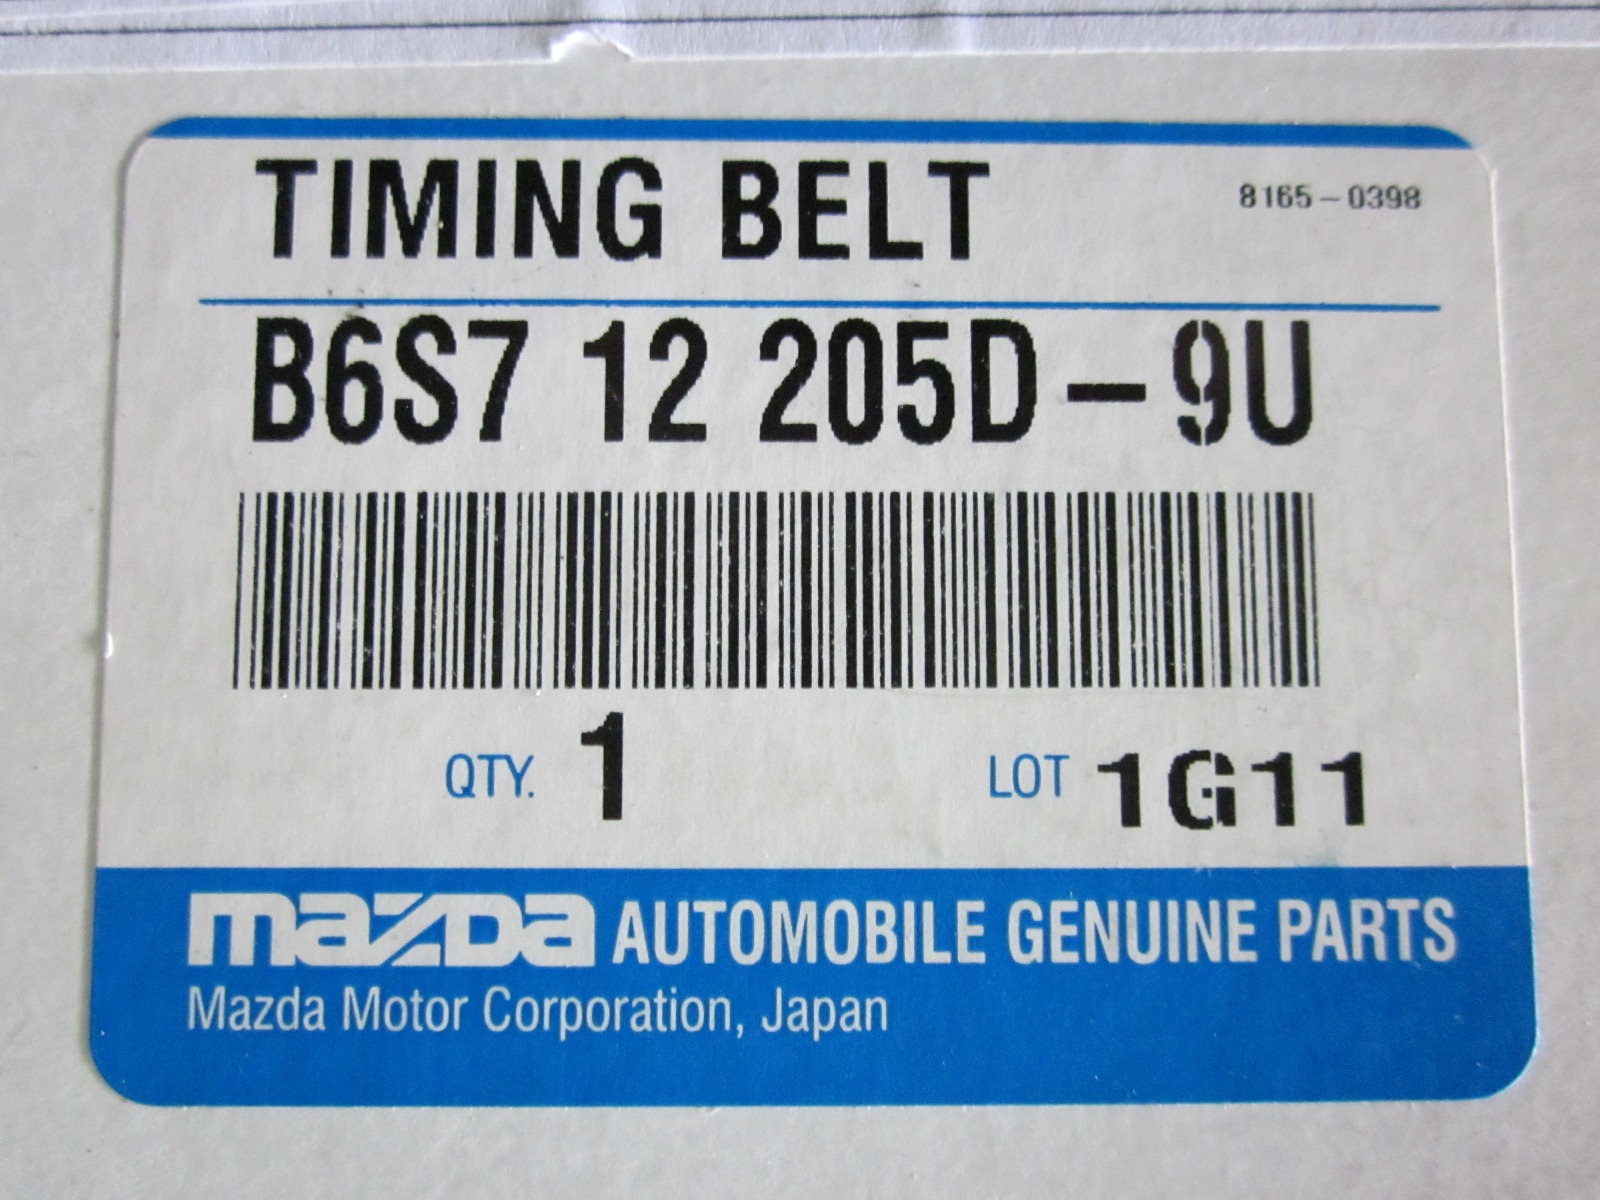 TIMING BELT
8165-0398
B6S7 12 205D-9U
QTY. 1
LOT 1G11
mazda AUTOMOBILE GENUINE PARTS
Mazda Motor Corporation, Japan